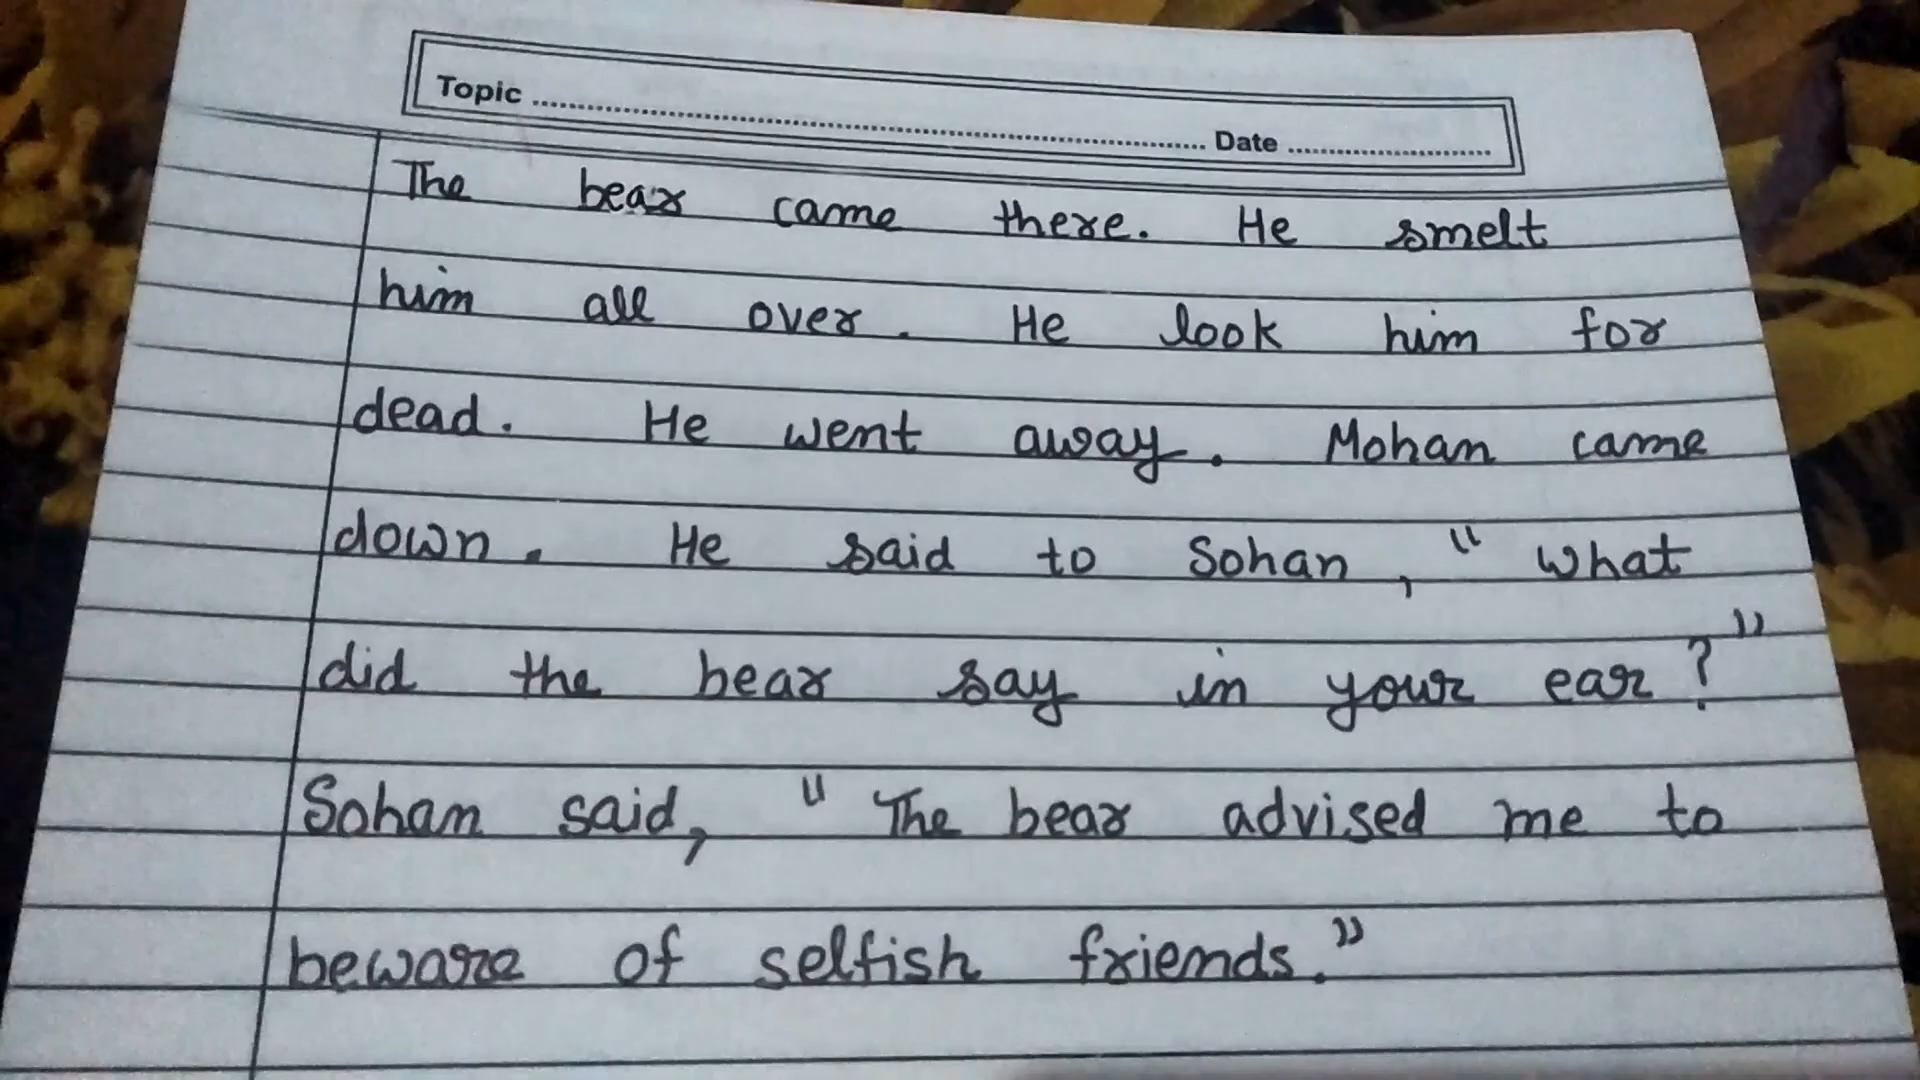 Topic ........ Date ........
The bear came there. He smelt
him all over. He look him for
dead. He went away. Mohan came
down. He said to Sohan, "what
did the bear say in your ear?"
Sohan said, "The bear advised me to
beware of selfish friends."